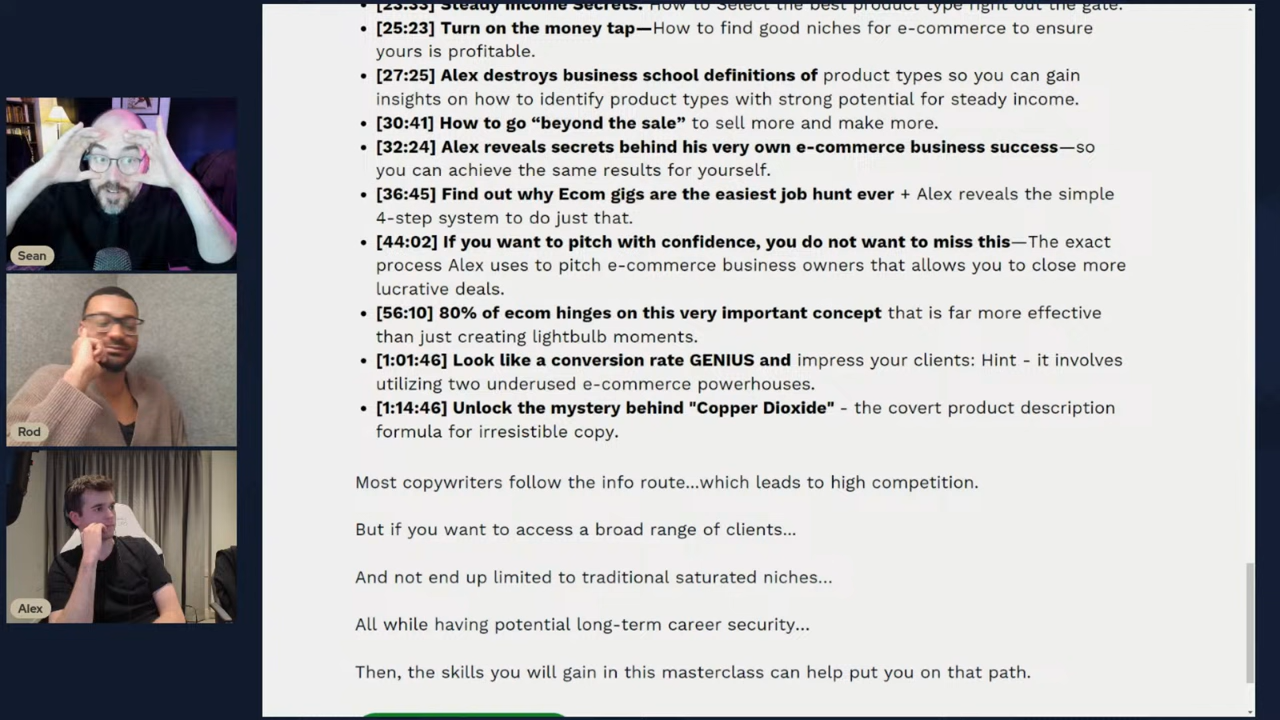 [23:33] Steady Income Secrets. How to Select the best product type right out the gate.
• [25:23] Turn on the money tap—How to find good niches for e-commerce to ensure
yours is profitable.
• [27:25] Alex destroys business school definitions of product types so you can gain
insights on how to identify product types with strong potential for steady income.
• [30:41] How to go “beyond the sale” to sell more and make more.
• [32:24] Alex reveals secrets behind his very own e-commerce business success—so
you can achieve the same results for yourself.
• [36:45] Find out why Ecom gigs are the easiest job hunt ever + Alex reveals the simple
4-step system to do just that.
• [44:02] If you want to pitch with confidence, you do not want to miss this—The exact
process Alex uses to pitch e-commerce business owners that allows you to close more
lucrative deals.
• [56:10] 80% of ecom hinges on this very important concept that is far more effective
than just creating lightbulb moments.
• [1:01:46] Look like a conversion rate GENIUS and impress your clients: Hint - it involves
utilizing two underused e-commerce powerhouses.
• [1:14:46] Unlock the mystery behind "Copper Dioxide" - the covert product description
formula for irresistible copy.
Most copywriters follow the info route...which leads to high competition.
But if you want to access a broad range of clients...
And not end up limited to traditional saturated niches...
All while having potential long-term career security...
Then, the skills you will gain in this masterclass can help put you on that path.
Sean
Rod
Alex